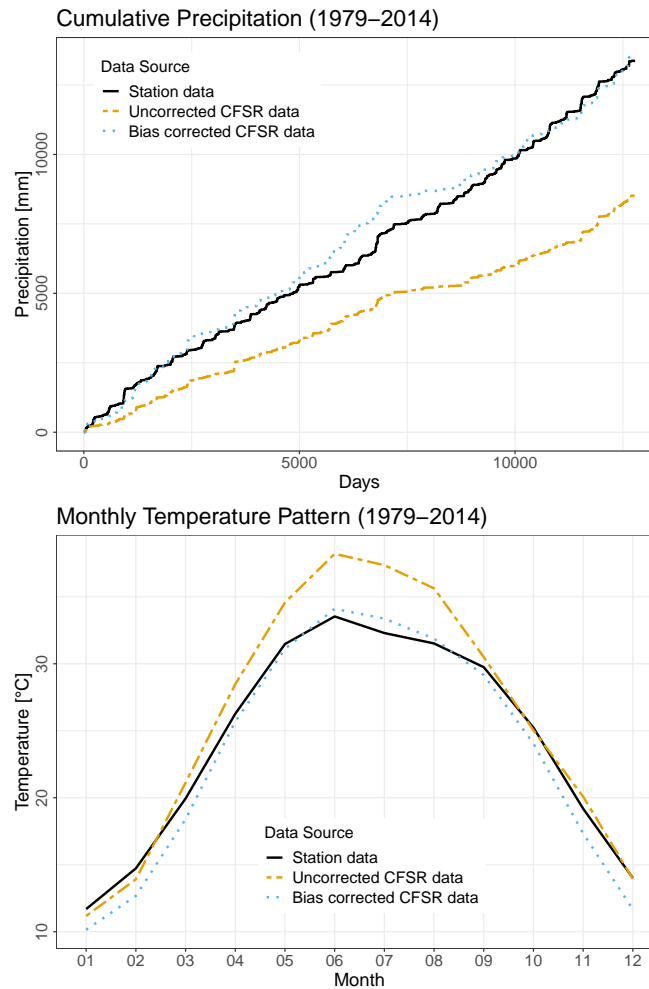 Cumulative Precipitation (1979–2014)
Precipitation [mm]
10000
5000
0
Data Source
Station data
Uncorrected CFSR data
Bias corrected CFSR data
0 5000 10000
Days
Monthly Temperature Pattern (1979–2014)
Temperature [°C]
30
20
10
Data Source
Station data
Uncorrected CFSR data
Bias corrected CFSR data
01 02 03 04 05 06 07 08 09 10 11 12
Month